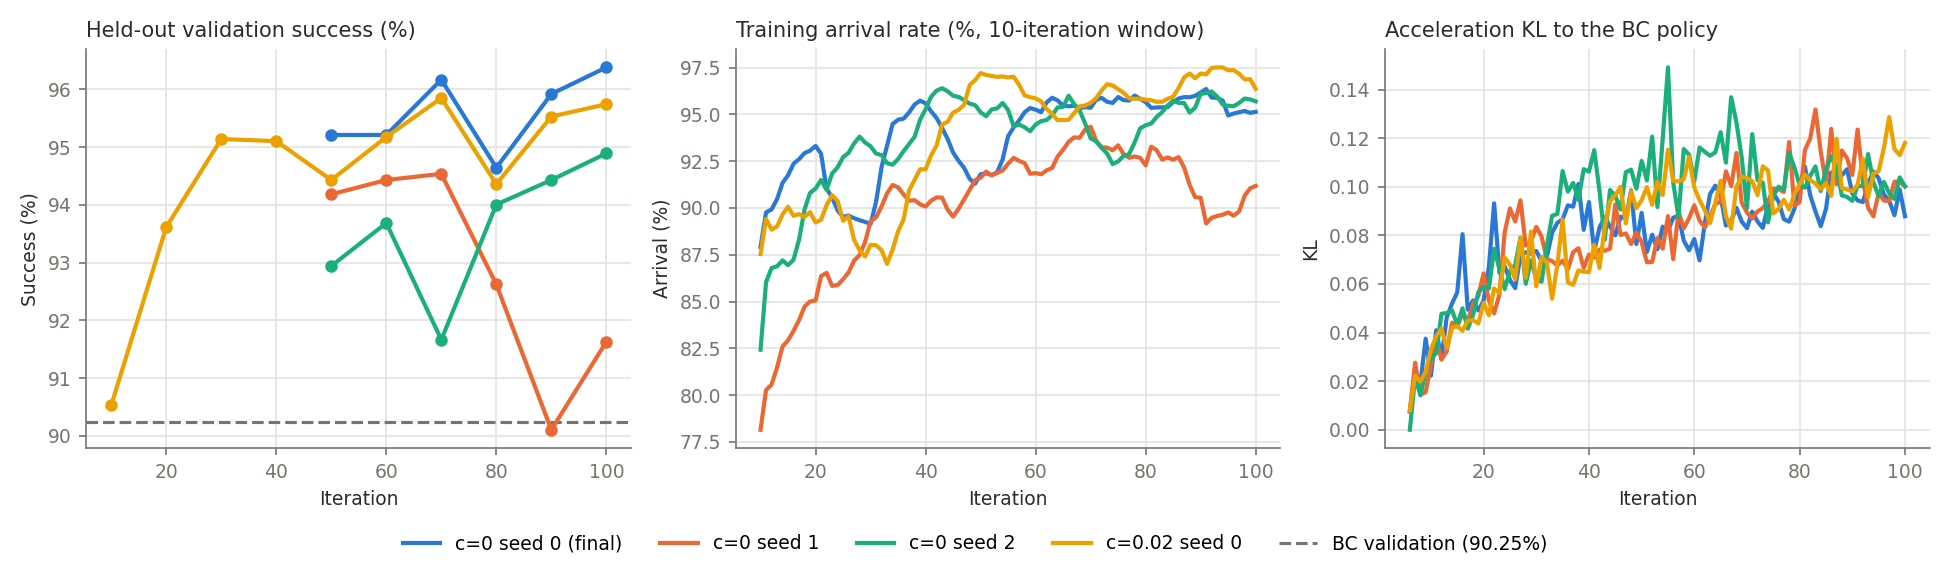 Held-out validation success (%)
Success (%)
96
95
94
93
92
91
90
20 40 60 80 100
Iteration
Training arrival rate (%, 10-iteration window)
Arrival (%)
97.5
95.0
92.5
90.0
87.5
85.0
82.5
80.0
77.5
20 40 60 80 100
Iteration
Acceleration KL to the BC policy
KL
0.14
0.12
0.10
0.08
0.06
0.04
0.02
0.00
20 40 60 80 100
Iteration
c=0 seed 0 (final) c=0 seed 1 c=0 seed 2 c=0.02 seed 0 BC validation (90.25%)